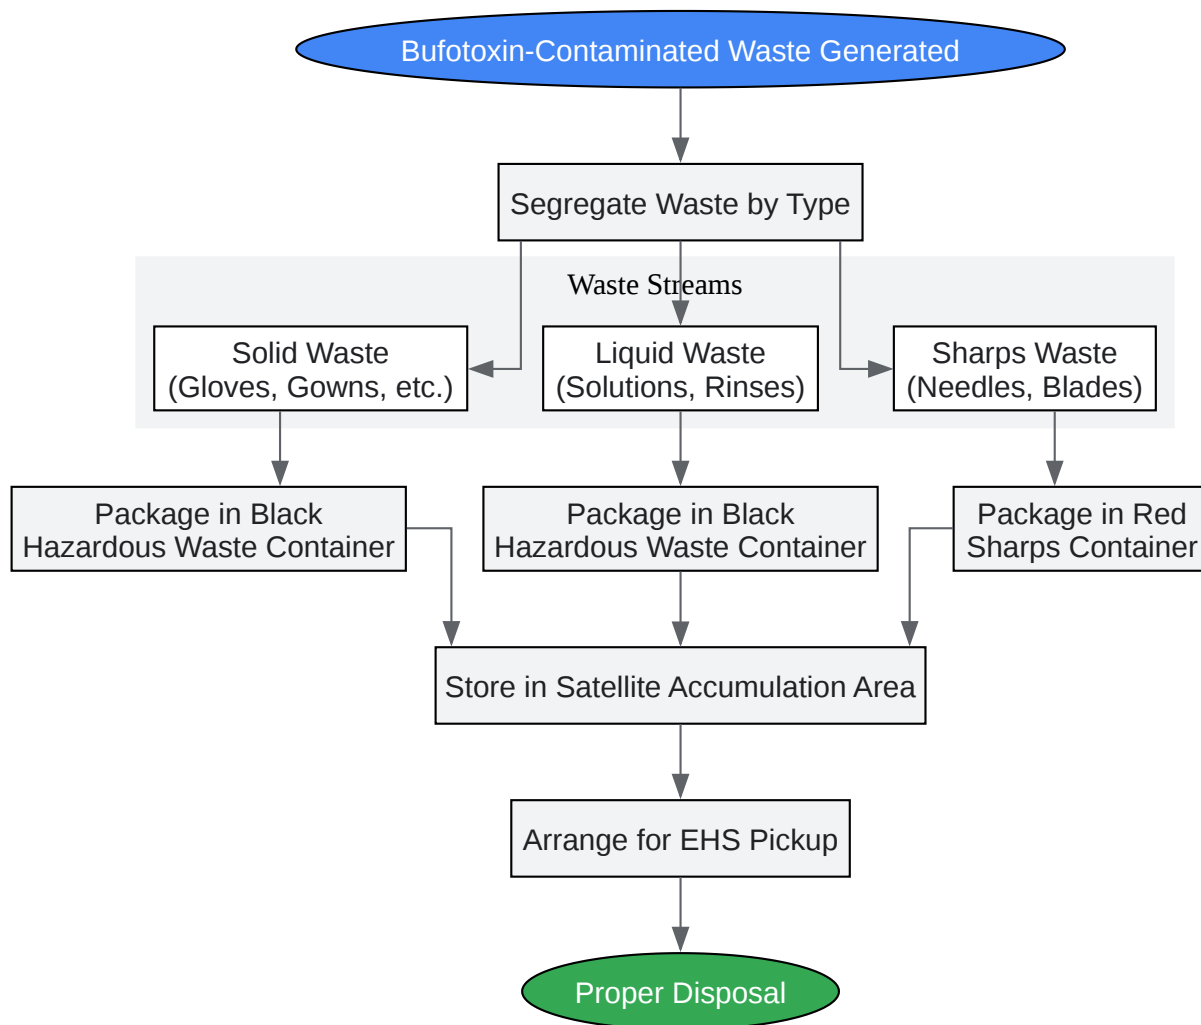 Bufotoxin-Contaminated Waste Generated
Segregate Waste by Type
Waste Streams
Solid Waste
(Gloves, Gowns, etc.)
Liquid Waste
(Solutions, Rinses)
Sharps Waste
(Needles, Blades)
Package in Black
Hazardous Waste Container
Package in Black
Hazardous Waste Container
Package in Red
Sharps Container
Store in Satellite Accumulation Area
Arrange for EHS Pickup
Proper Disposal